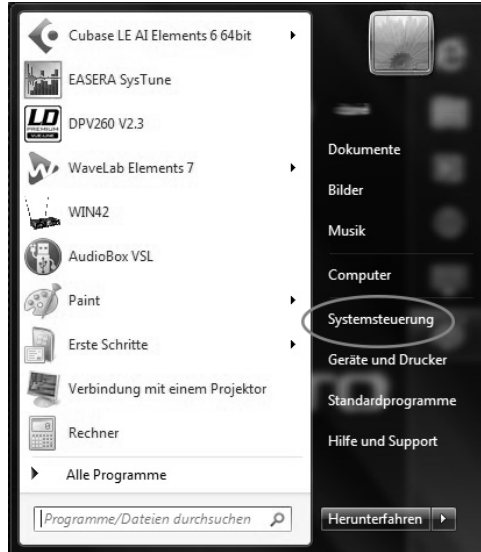 Cubase LE AI Elements 6 64bit
EASERA SysTune
LD
PREMIUM
DPV260 V2.3
WaveLab Elements 7
WIN42
AudioBox VSL
Paint
Erste Schritte
Verbindung mit einem Projektor
Rechner
Alle Programme
Programme/Dateien durchsuchen
Dokumente
Bilder
Musik
Computer
Systemsteuerung
Geräte und Drucker
Standardprogramme
Hilfe und Support
Herunterfahren